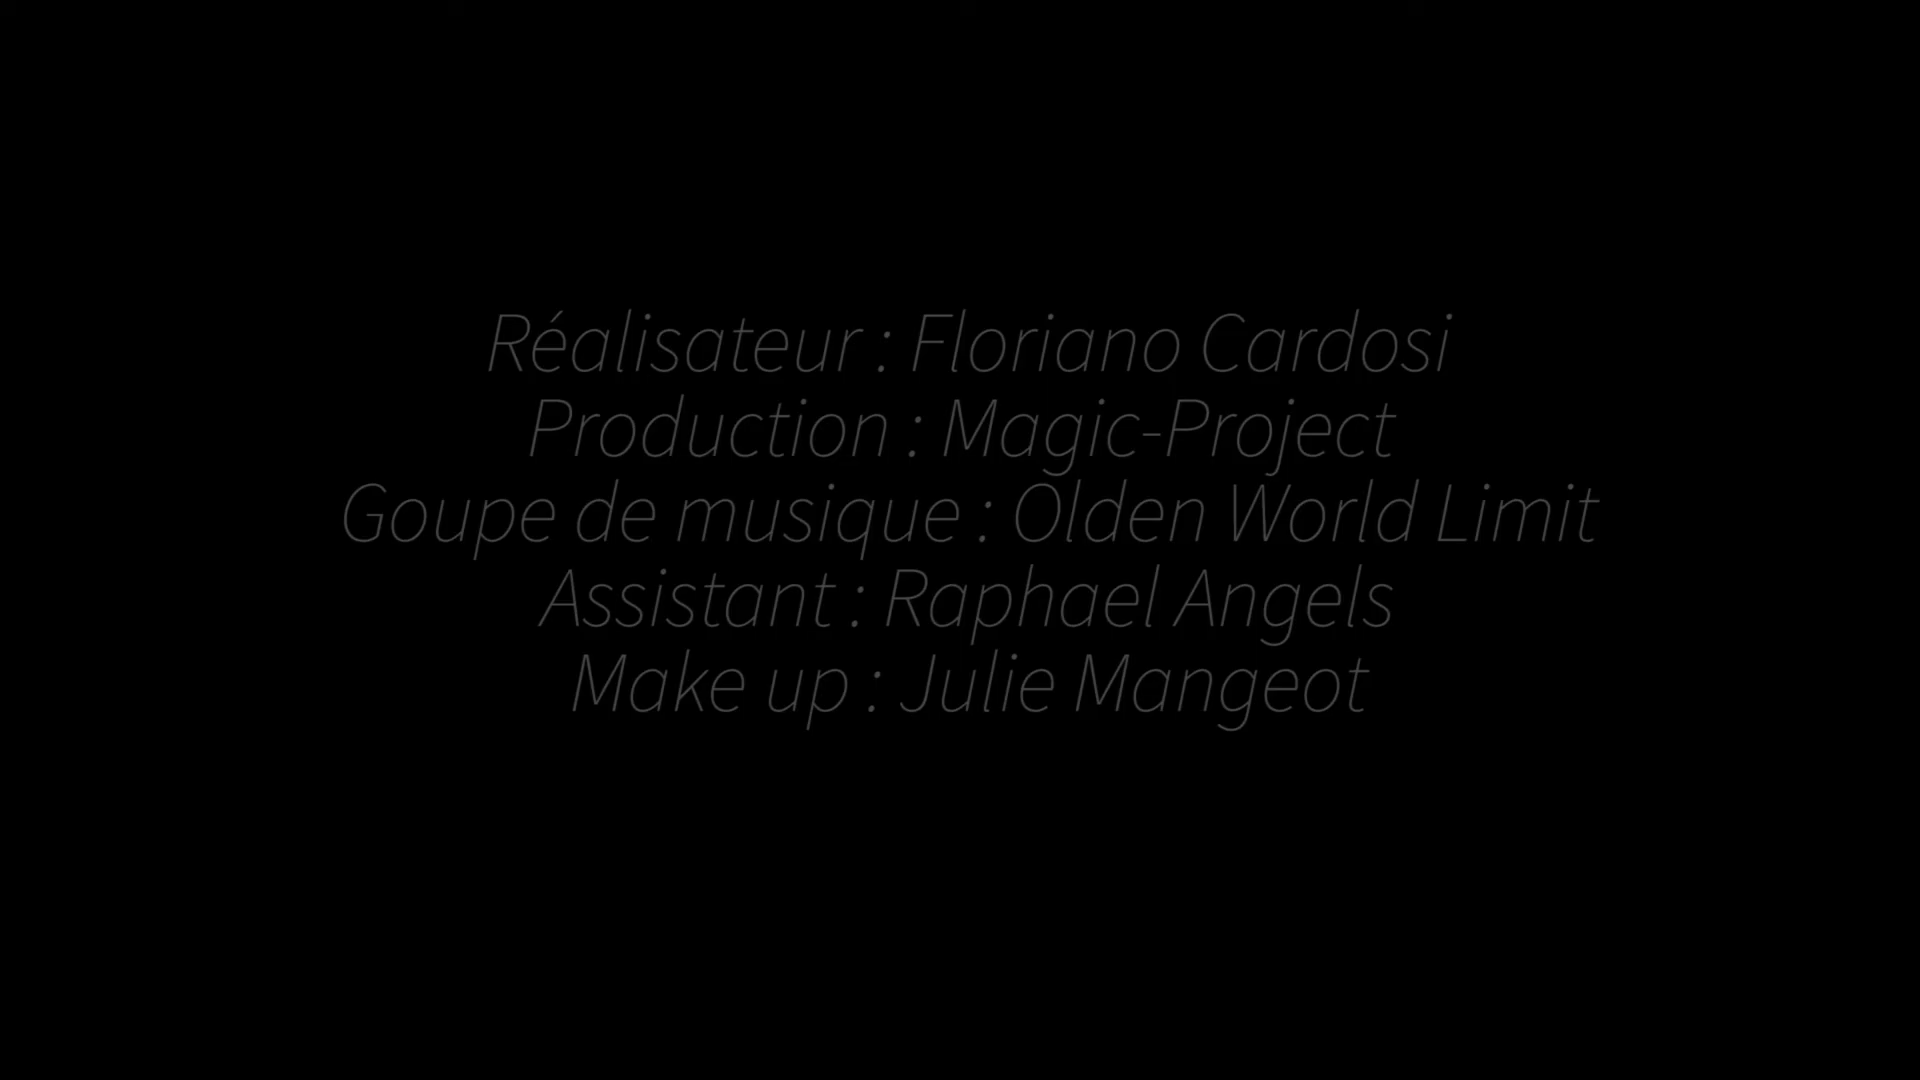 Réalisateur : Floriano Cardosi
Production : Magic-Project
Goupe de musique : Olden World Limit
Assistant : Raphael Angels
Make up : Julie Mangeot